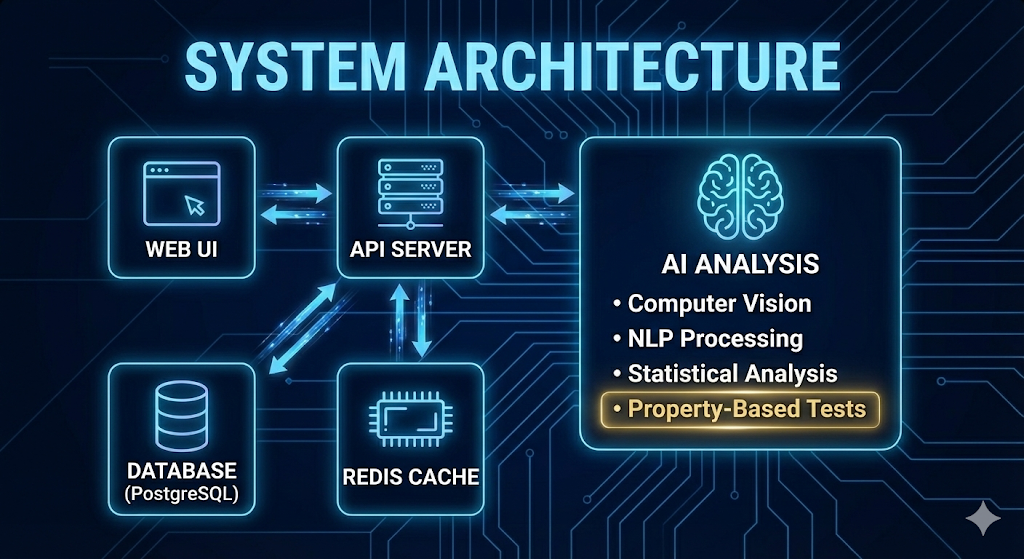 SYSTEM ARCHITECTURE
WEB UI
API SERVER
AI ANALYSIS
• Computer Vision
• NLP Processing
• Statistical Analysis
• Property-Based Tests
DATABASE
(PostgreSQL)
REDIS CACHE